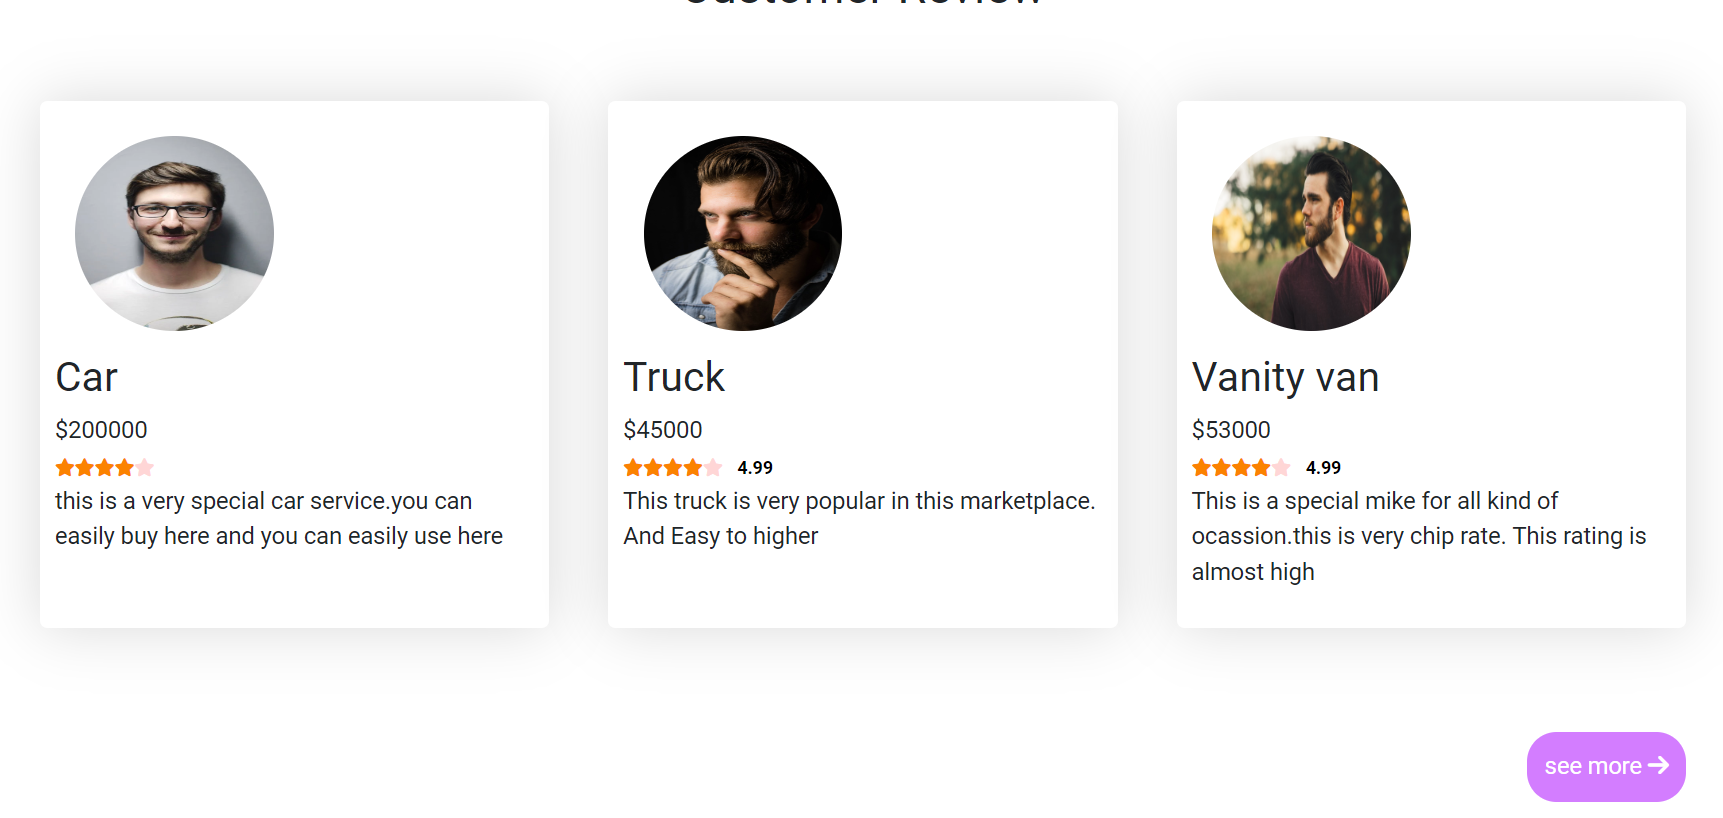 Customer Review
Car
$200000
this is a very special car service.you can
easily buy here and you can easily use here
Truck
$45000
4.99
This truck is very popular in this marketplace.
And Easy to higher
Vanity van
$53000
4.99
This is a special mike for all kind of
ocassion.this is very chip rate. This rating is
almost high
see more